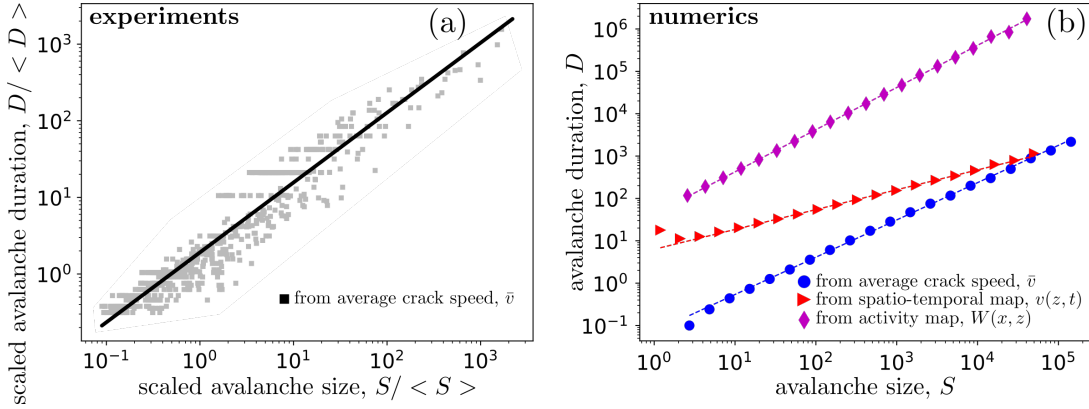 experiments
(a)
scaled avalanche duration, D/ < D >
10^3
10^2
10^1
10^0
■ from average crack speed, v̄
10^-1 10^0 10^1 10^2 10^3
scaled avalanche size, S/ < S >
numerics
(b)
avalanche duration, D
10^6
10^5
10^4
10^3
10^2
10^1
10^0
10^-1
from average crack speed, v̄
from spatio-temporal map, v(z, t)
from activity map, W(x, z)
10^0 10^1 10^2 10^3 10^4 10^5
avalanche size, S